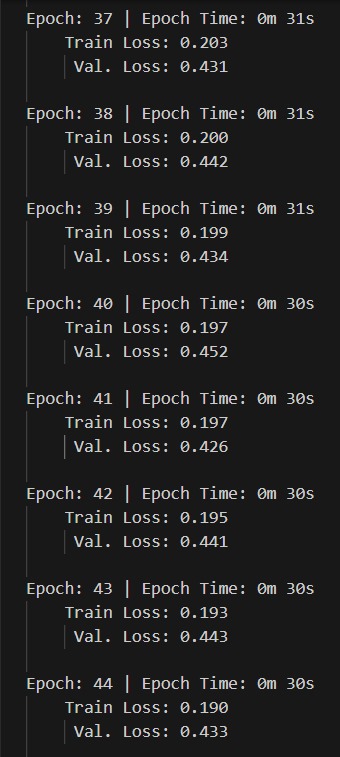 Epoch: 37 | Epoch Time: 0m 31s
Train Loss: 0.203
Val. Loss: 0.431
Epoch: 38 | Epoch Time: 0m 31s
Train Loss: 0.200
Val. Loss: 0.442
Epoch: 39 | Epoch Time: 0m 31s
Train Loss: 0.199
Val. Loss: 0.434
Epoch: 40 | Epoch Time: 0m 30s
Train Loss: 0.197
Val. Loss: 0.452
Epoch: 41 | Epoch Time: 0m 30s
Train Loss: 0.197
Val. Loss: 0.426
Epoch: 42 | Epoch Time: 0m 30s
Train Loss: 0.195
Val. Loss: 0.441
Epoch: 43 | Epoch Time: 0m 30s
Train Loss: 0.193
Val. Loss: 0.443
Epoch: 44 | Epoch Time: 0m 30s
Train Loss: 0.190
Val. Loss: 0.433